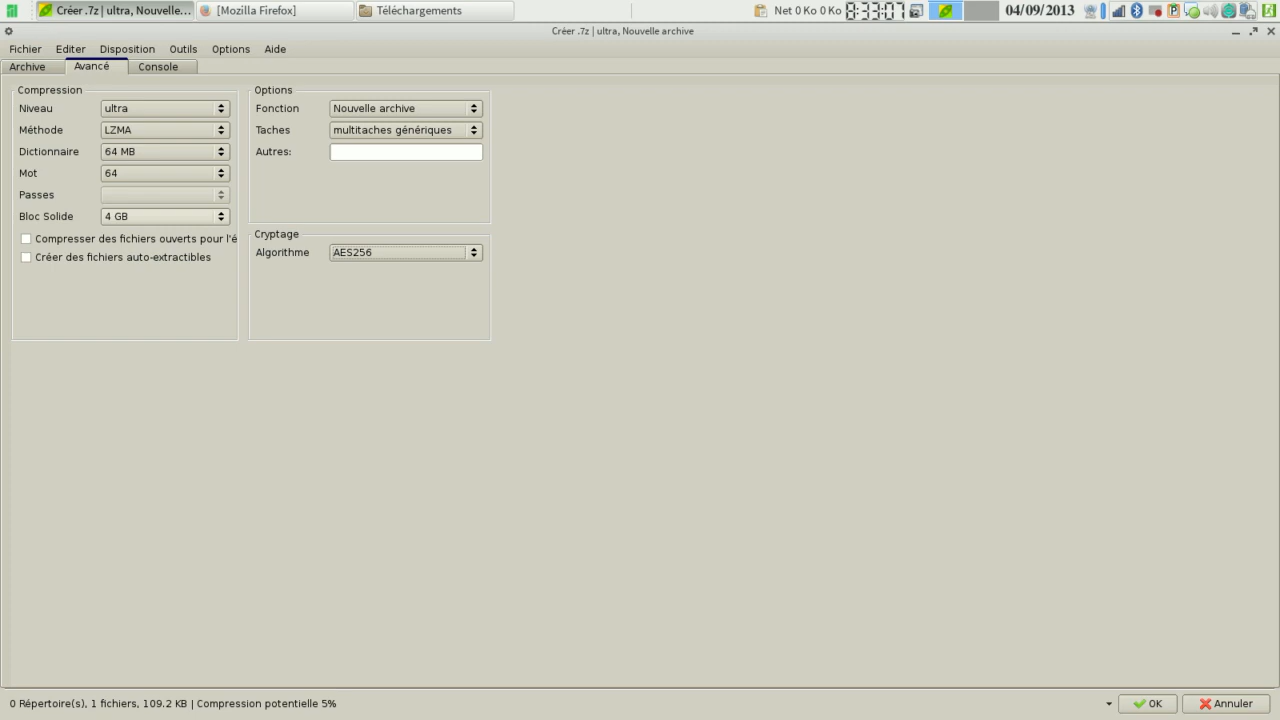 Créer .7z | ultra, Nouvelle...
[Mozilla Firefox]
Téléchargements
Net 0 Ko 0 Ko
8:33:07
04/09/2013
Créer .7z | ultra, Nouvelle archive
Fichier Editer Disposition Outils Options Aide
Archive Avancé Console
Compression
Niveau ultra
Méthode LZMA
Dictionnaire 64 MB
Mot 64
Passes
Bloc Solide 4 GB
Compresser des fichiers ouverts pour l'é
Créer des fichiers auto-extractibles
Options
Fonction Nouvelle archive
Taches multitaches génériques
Autres:
Cryptage
Algorithme AES256
0 Répertoire(s), 1 fichiers, 109.2 KB | Compression potentielle 5%
OK Annuler